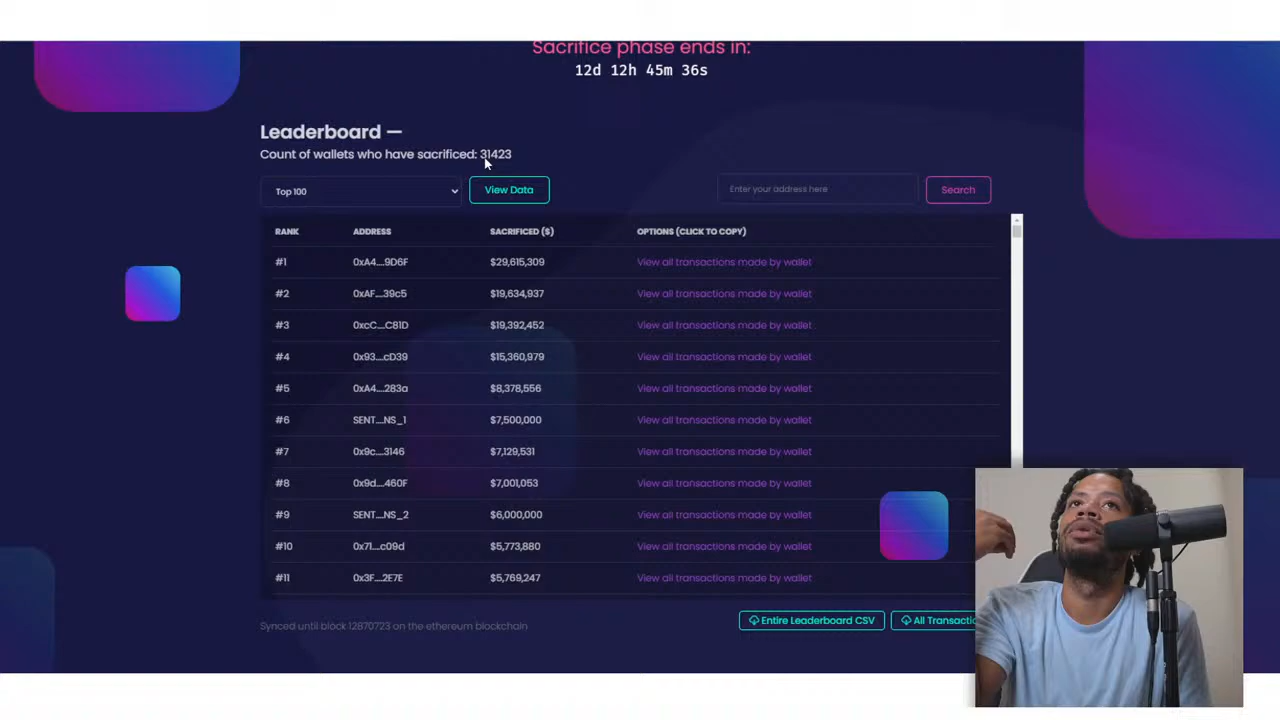 Sacrifice phase ends in:
12d 12h 45m 36s
Leaderboard —
Count of wallets who have sacrificed: 31423
Top 100
View Data
Enter your address here
Search
RANK ADDRESS SACRIFICED ($) OPTIONS (CLICK TO COPY)
#1 0xA4....9D6F $29,615,309 View all transactions made by wallet
#2 0xAF....39c5 $19,634,937 View all transactions made by wallet
#3 0xcC....C81D $19,392,452 View all transactions made by wallet
#4 0x93....cD39 $15,360,979 View all transactions made by wallet
#5 0xA4....283a $8,378,556 View all transactions made by wallet
#6 SENT....NS_1 $7,500,000 View all transactions made by wallet
#7 0x9c....3146 $7,129,531 View all transactions made by wallet
#8 0x9d....460F $7,001,053 View all transactions made by wallet
#9 SENT....NS_2 $6,000,000 View all transactions made by wallet
#10 0x71....c09d $5,773,880 View all transactions made by wallet
#11 0x3F....2E7E $5,769,247 View all transactions made by wallet
Synced until block 12870723 on the ethereum blockchain
Entire Leaderboard CSV
All Transactio